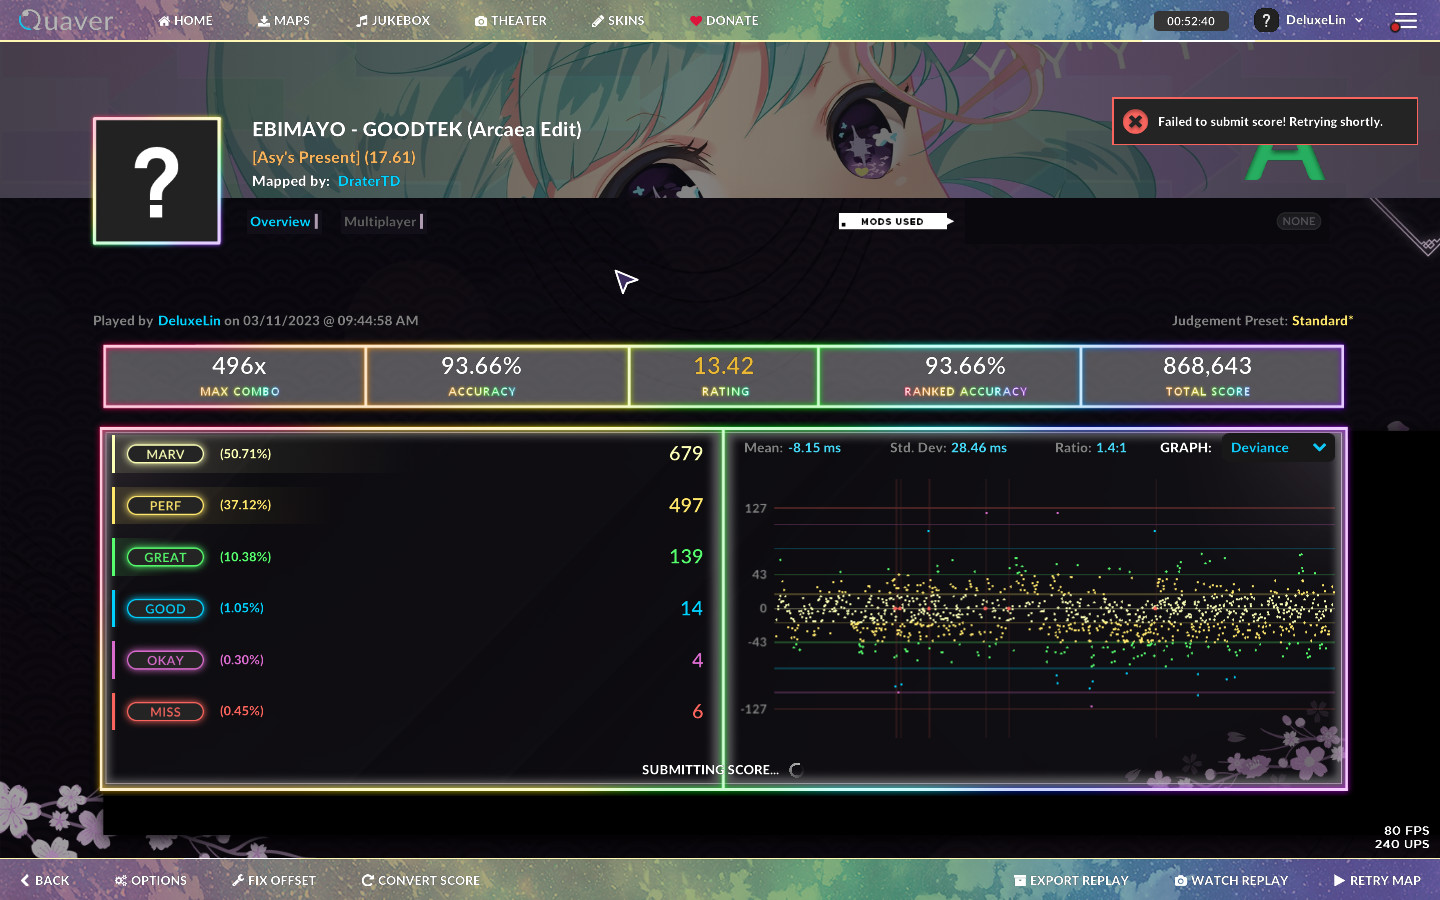 Quaver HOME MAPS JUKEBOX THEATER SKINS DONATE 00:52:40 ? DeluxeLin
EBIMAYO - GOODTEK (Arcaea Edit)
[Asy's Present] (17.61)
Mapped by: DraterTD
?
Failed to submit score! Retrying shortly.
A
Overview Multiplayer MODS USED NONE
Played by DeluxeLin on 03/11/2023 @ 09:44:58 AM Judgement Preset: Standard*
496x 93.66% 13.42 93.66% 868,643
MAX COMBO ACCURACY RATING RANKED ACCURACY TOTAL SCORE
MARV (50.71%) 679
PERF (37.12%) 497
GREAT (10.38%) 139
GOOD (1.05%) 14
OKAY (0.30%) 4
MISS (0.45%) 6
Mean: -8.15 ms Std. Dev: 28.46 ms Ratio: 1.4:1 GRAPH: Deviance
127
43
0
-43
-127
SUBMITTING SCORE...
80 FPS
240 UPS
BACK OPTIONS FIX OFFSET CONVERT SCORE EXPORT REPLAY WATCH REPLAY RETRY MAP